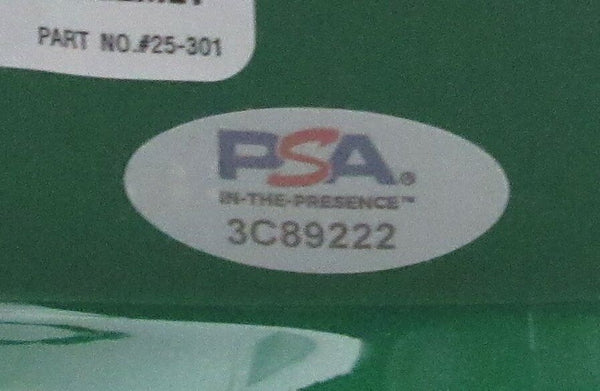 PART NO.#25-301
PSA®
IN-THE-PRESENCE™
3C89222